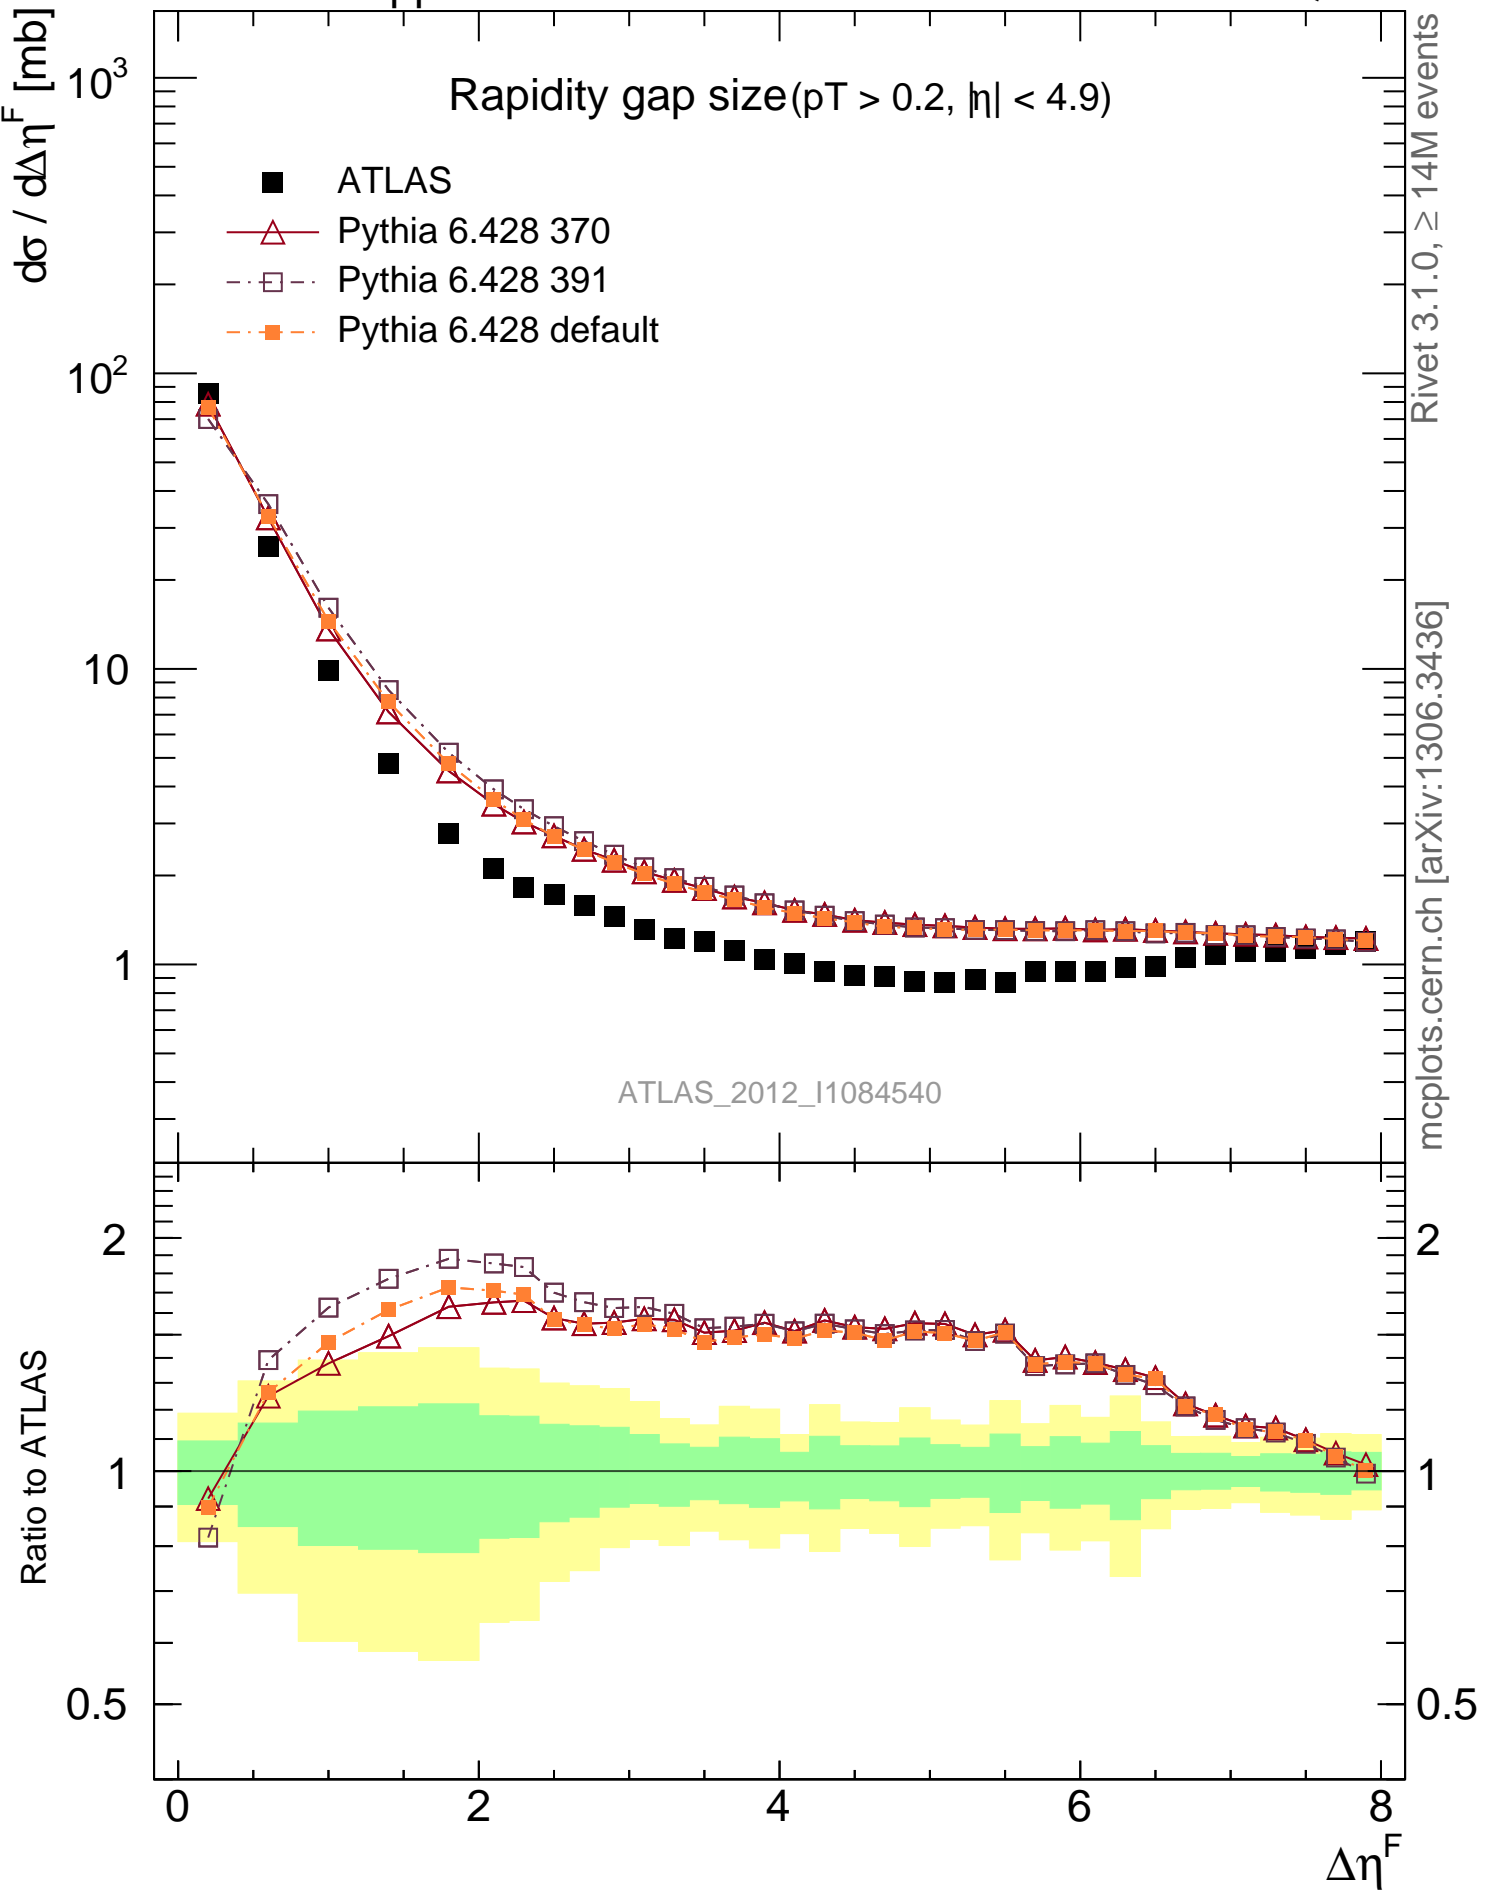 dσ / dΔη^F [mb]
Rapidity gap size (pT > 0.2, |η| < 4.9)
ATLAS
Pythia 6.428 370
Pythia 6.428 391
Pythia 6.428 default
10^3
10^2
10
1
ATLAS_2012_I1084540
Rivet 3.1.0, ≥ 14M events
mcplots.cern.ch [arXiv:1306.3436]
Ratio to ATLAS
2
1
0.5
2
1
0.5
0 2 4 6 8
Δη^F